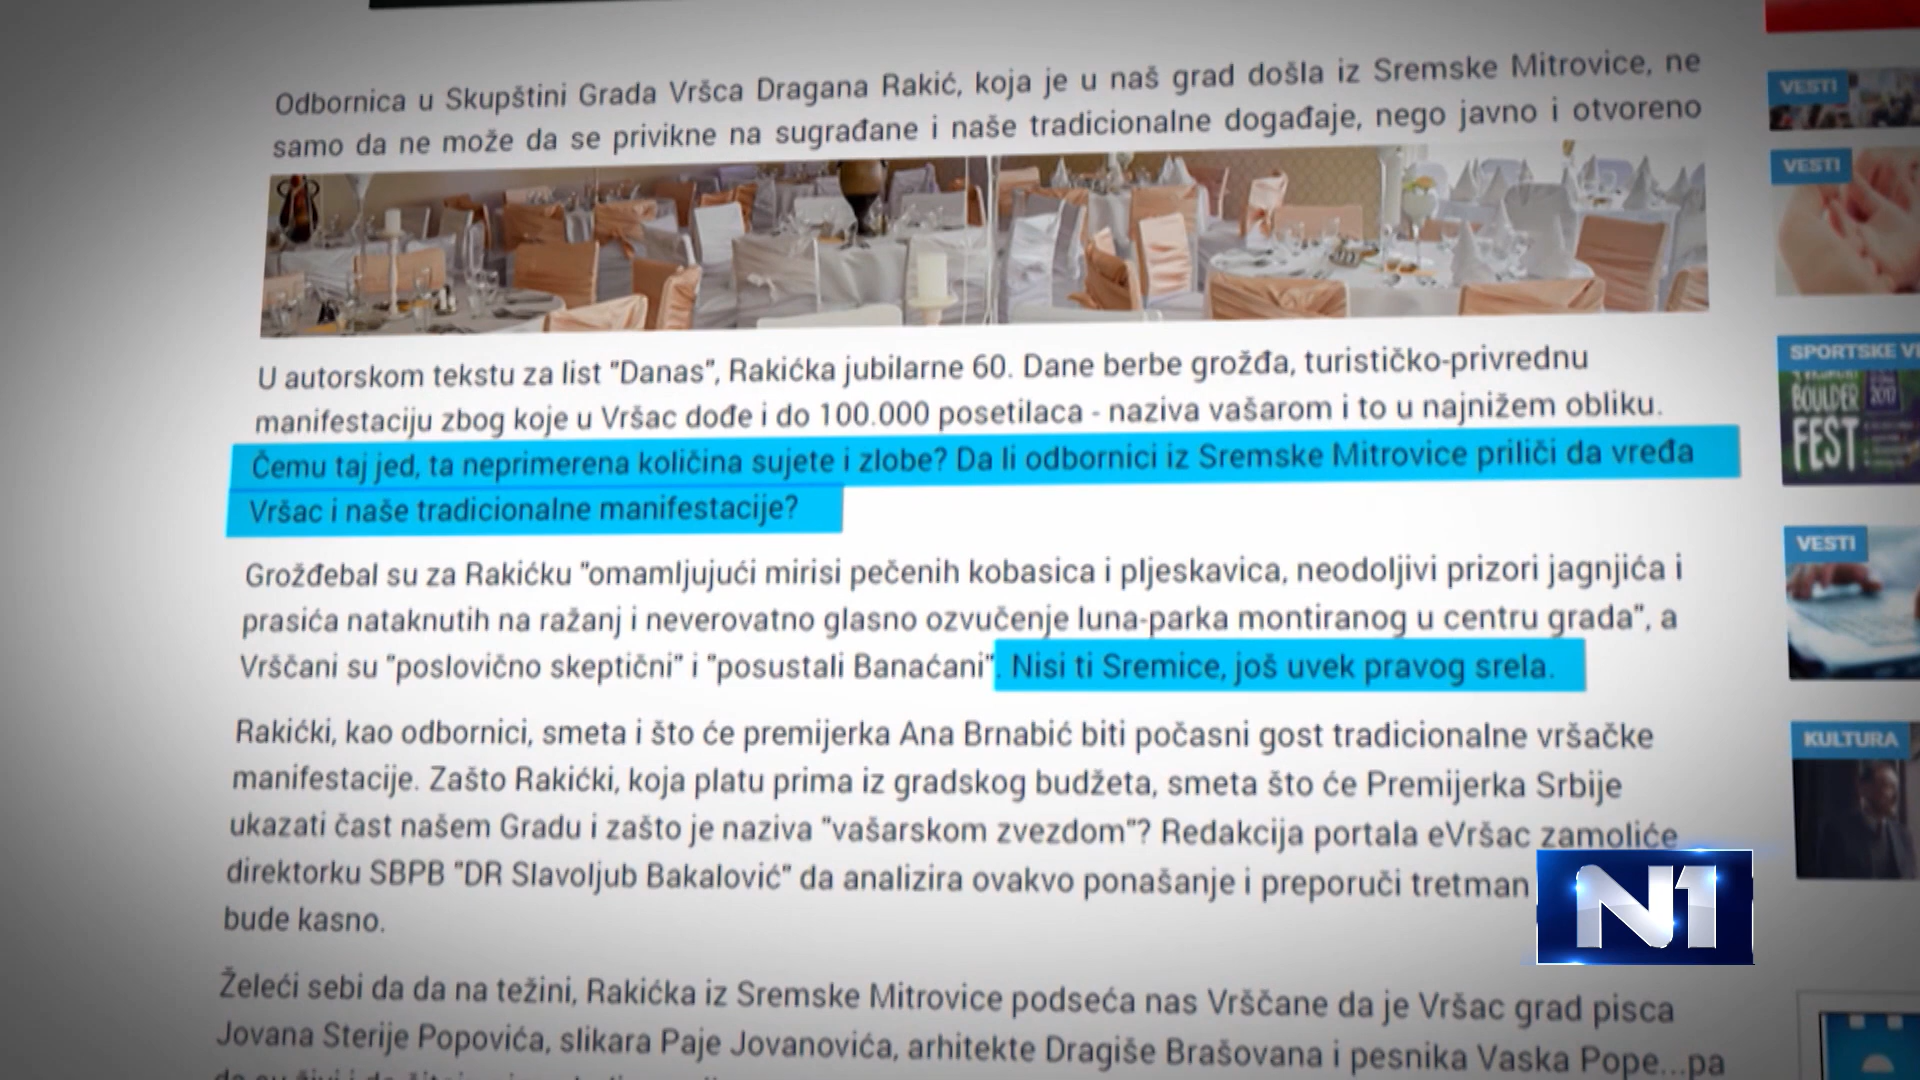 Odbornica u Skupštini Grada Vršca Dragana Rakić, koja je u naš grad došla iz Sremske Mitrovice, ne
samo da ne može da se privikne na sugrađane i naše tradicionalne događaje, nego javno i otvoreno
U autorskom tekstu za list "Danas", Rakićka jubilarne 60. Dane berbe grožđa, turističko-privrednu
manifestaciju zbog koje u Vršac dođe i do 100.000 posetilaca - naziva vašarom i to u najnižem obliku.
Čemu taj jed, ta neprimerena količina sujete i zlobe? Da li odbornici iz Sremske Mitrovice priliči da vređa
Vršac i naše tradicionalne manifestacije?
Grožđebal su za Rakićku "omamljujući mirisi pečenih kobasica i pljeskavica, neodoljivi prizori jagnjića i
prasića nataknutih na ražanj i neverovatno glasno ozvučenje luna-parka montiranog u centru grada", a
Vrščani su "poslovično skeptični" i "posustali Banaćani". Nisi ti Sremice, još uvek pravog srela.
Rakićki, kao odbornici, smeta i što će premijerka Ana Brnabić biti počasni gost tradicionalne vršačke
manifestacije. Zašto Rakićki, koja platu prima iz gradskog budžeta, smeta što će Premijerka Srbije
ukazati čast našem Gradu i zašto je naziva "vašarskom zvezdom"? Redakcija portala eVršac zamoliće
direktorku SBPB "DR Slavoljub Bakalović" da analizira ovakvo ponašanje i preporuči tretman
bude kasno.
Želeći sebi da da na težini, Rakićka iz Sremske Mitrovice podseća nas Vrščane da je Vršac grad pisca
Jovana Sterije Popovića, slikara Paje Jovanovića, arhitekte Dragiše Brašovana i pesnika Vaska Pope...pa
VESTI
VESTI
SPORTSKE
BOULDER
2017
FEST
VESTI
KULTURA
N1